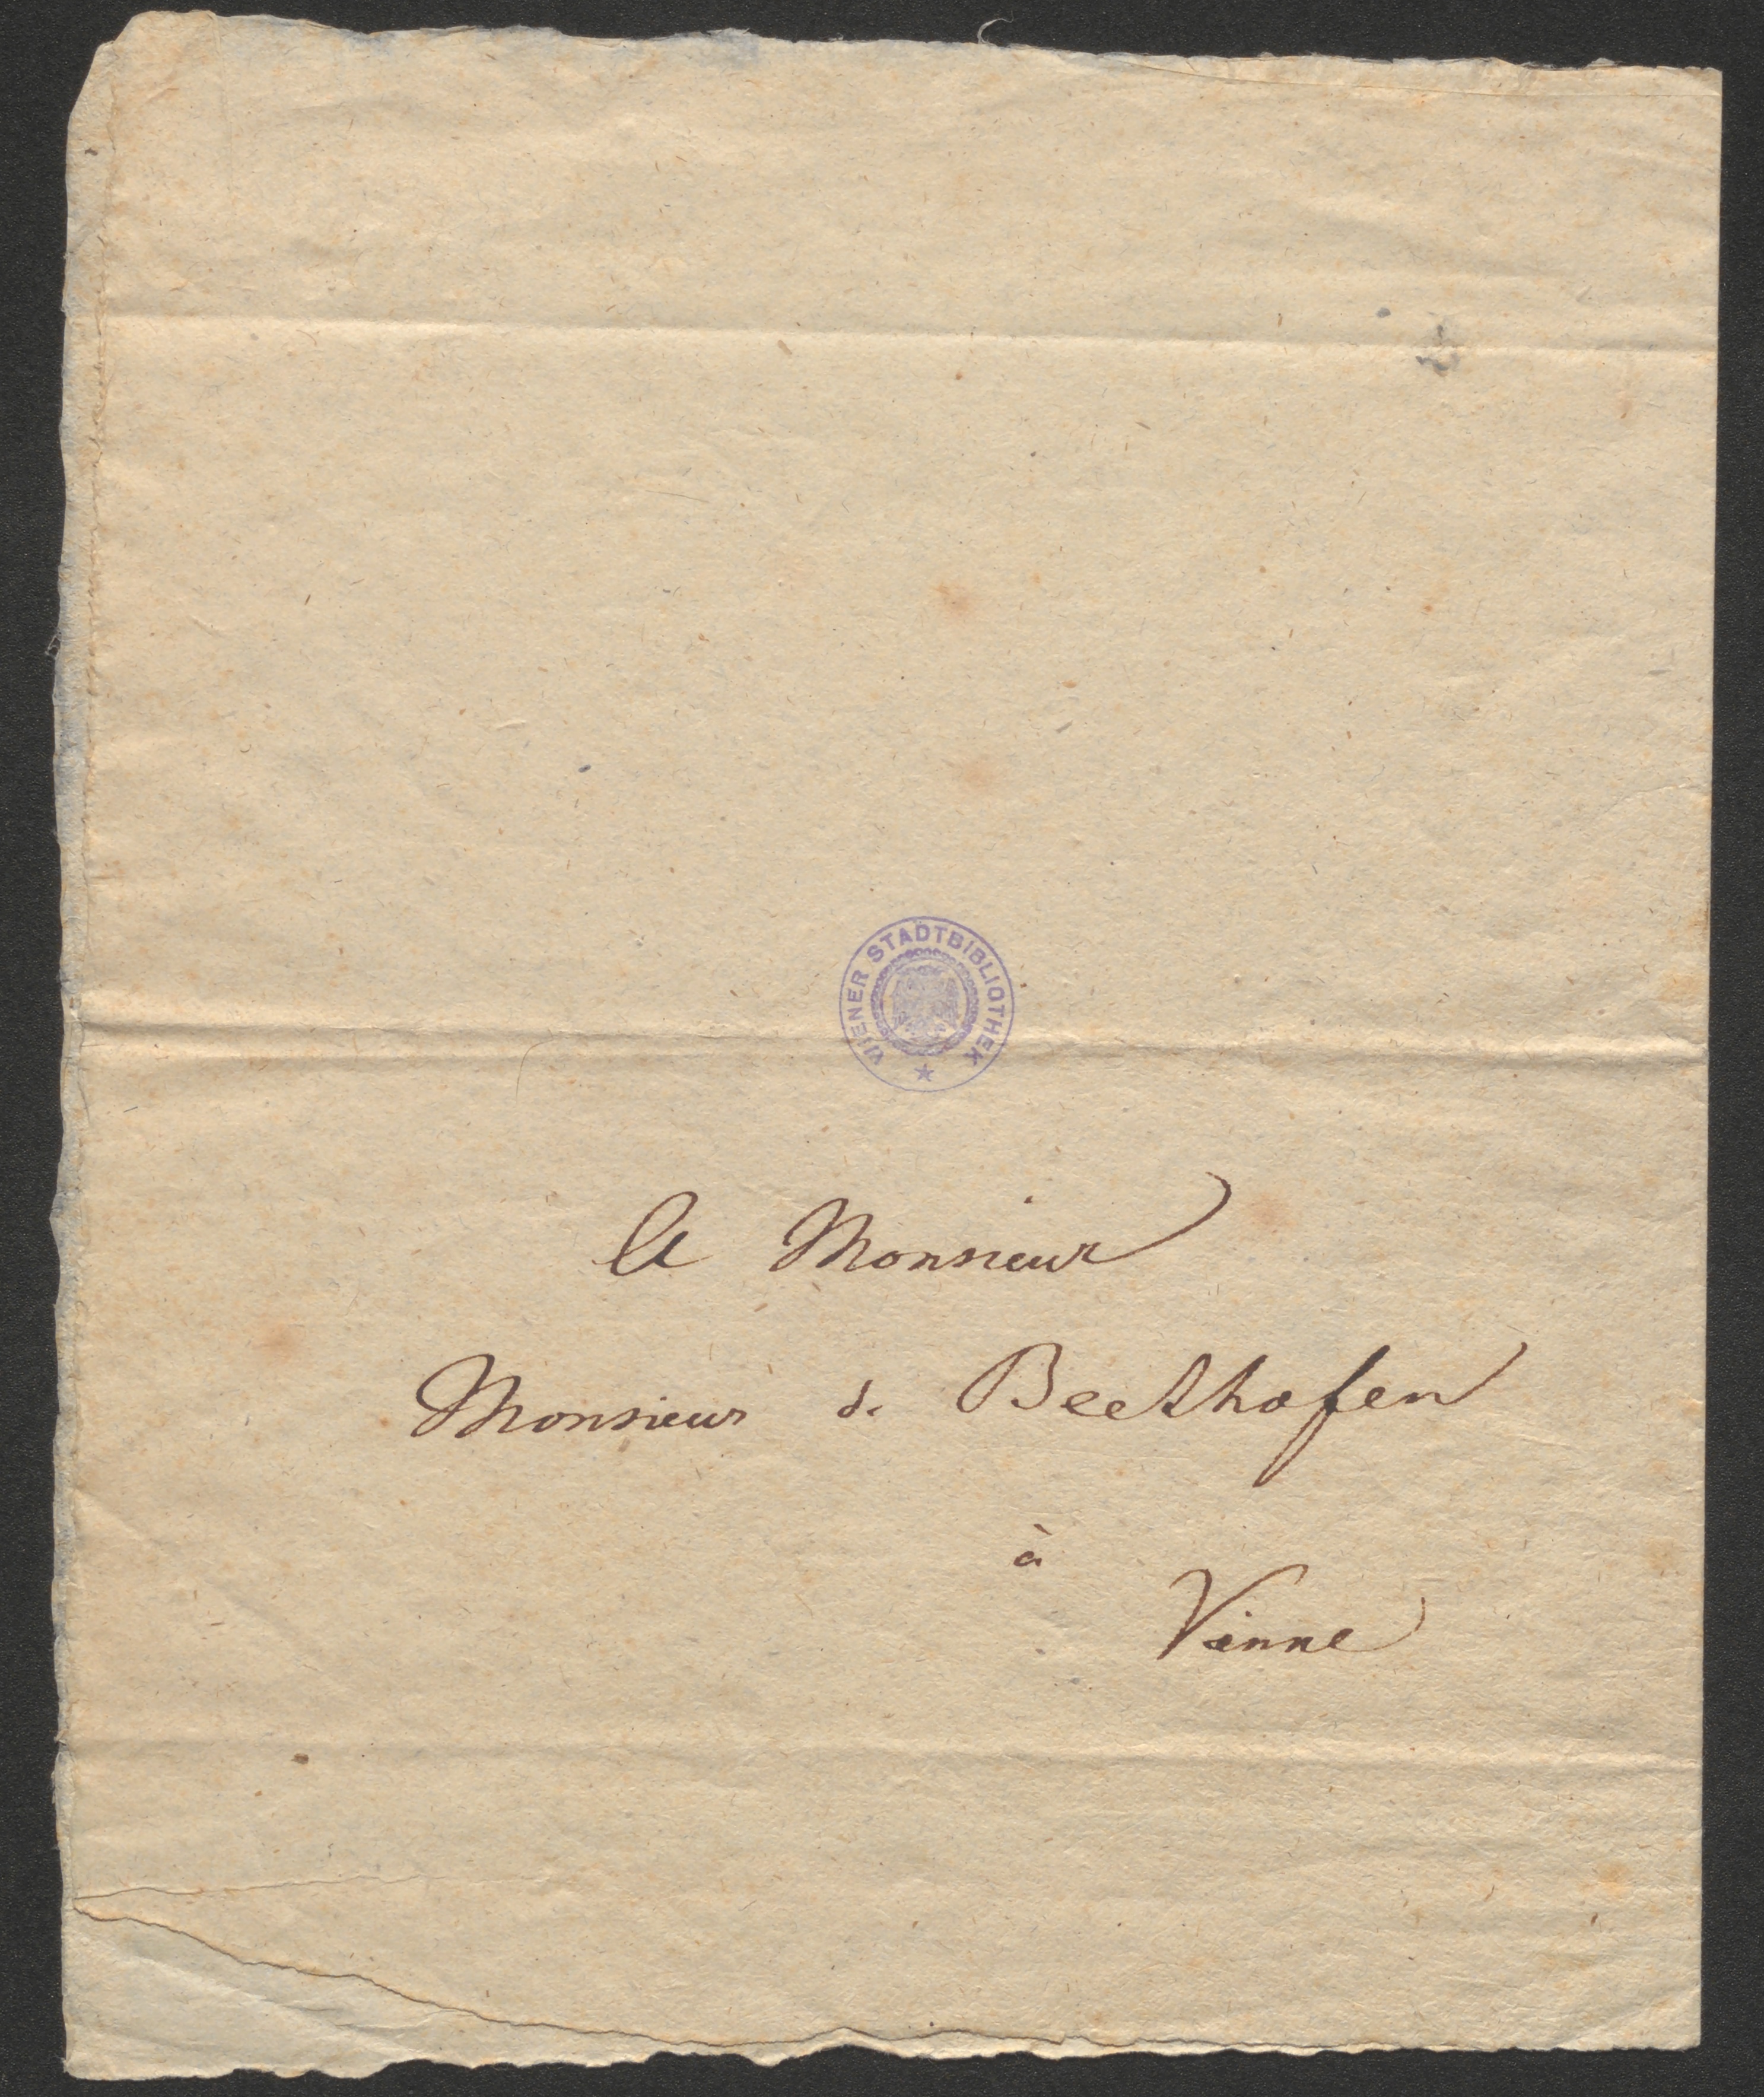 WIENER STADTBIBLIOTHEK
A Monsieur
Monsieur de Beethofen
à
Vienne